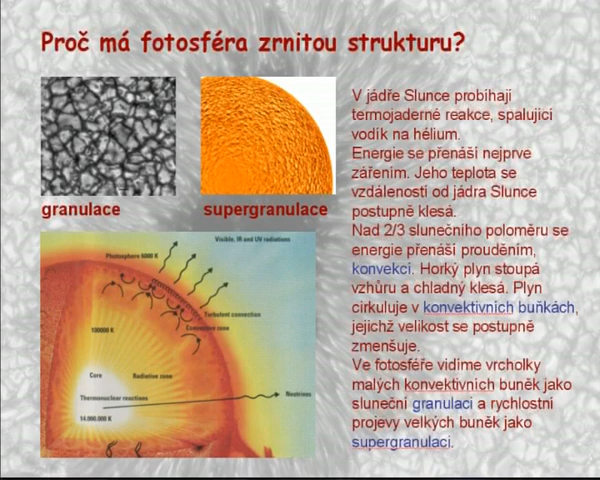 Proč má fotosféra zrnitou strukturu?
granulace
supergranulace
V jádře Slunce probíhají
termojaderné reakce, spalující
vodík na hélium.
Energie se přenáší nejprve
zářením. Jeho teplota se
vzdáleností od jádra Slunce
postupně klesá.
Nad 2/3 slunečního poloměru se
energie přenáší prouděním,
konvekcí. Horký plyn stoupá
vzhůru a chladný klesá. Plyn
cirkuluje v konvektivních buňkách,
jejichž velikost se postupně
zmenšuje.
Ve fotosféře vidíme vrcholky
malých konvektivních buněk jako
sluneční granulaci a rychlostní
projevy velkých buněk jako
supergranulaci.
Visible, IR and UV radiations
Photosphere 6000 K
Turbulent convection
Convective zone
100000 K
Core
Radiative zone
Thermonuclear reactions
Neutrinos
14.000.000 K